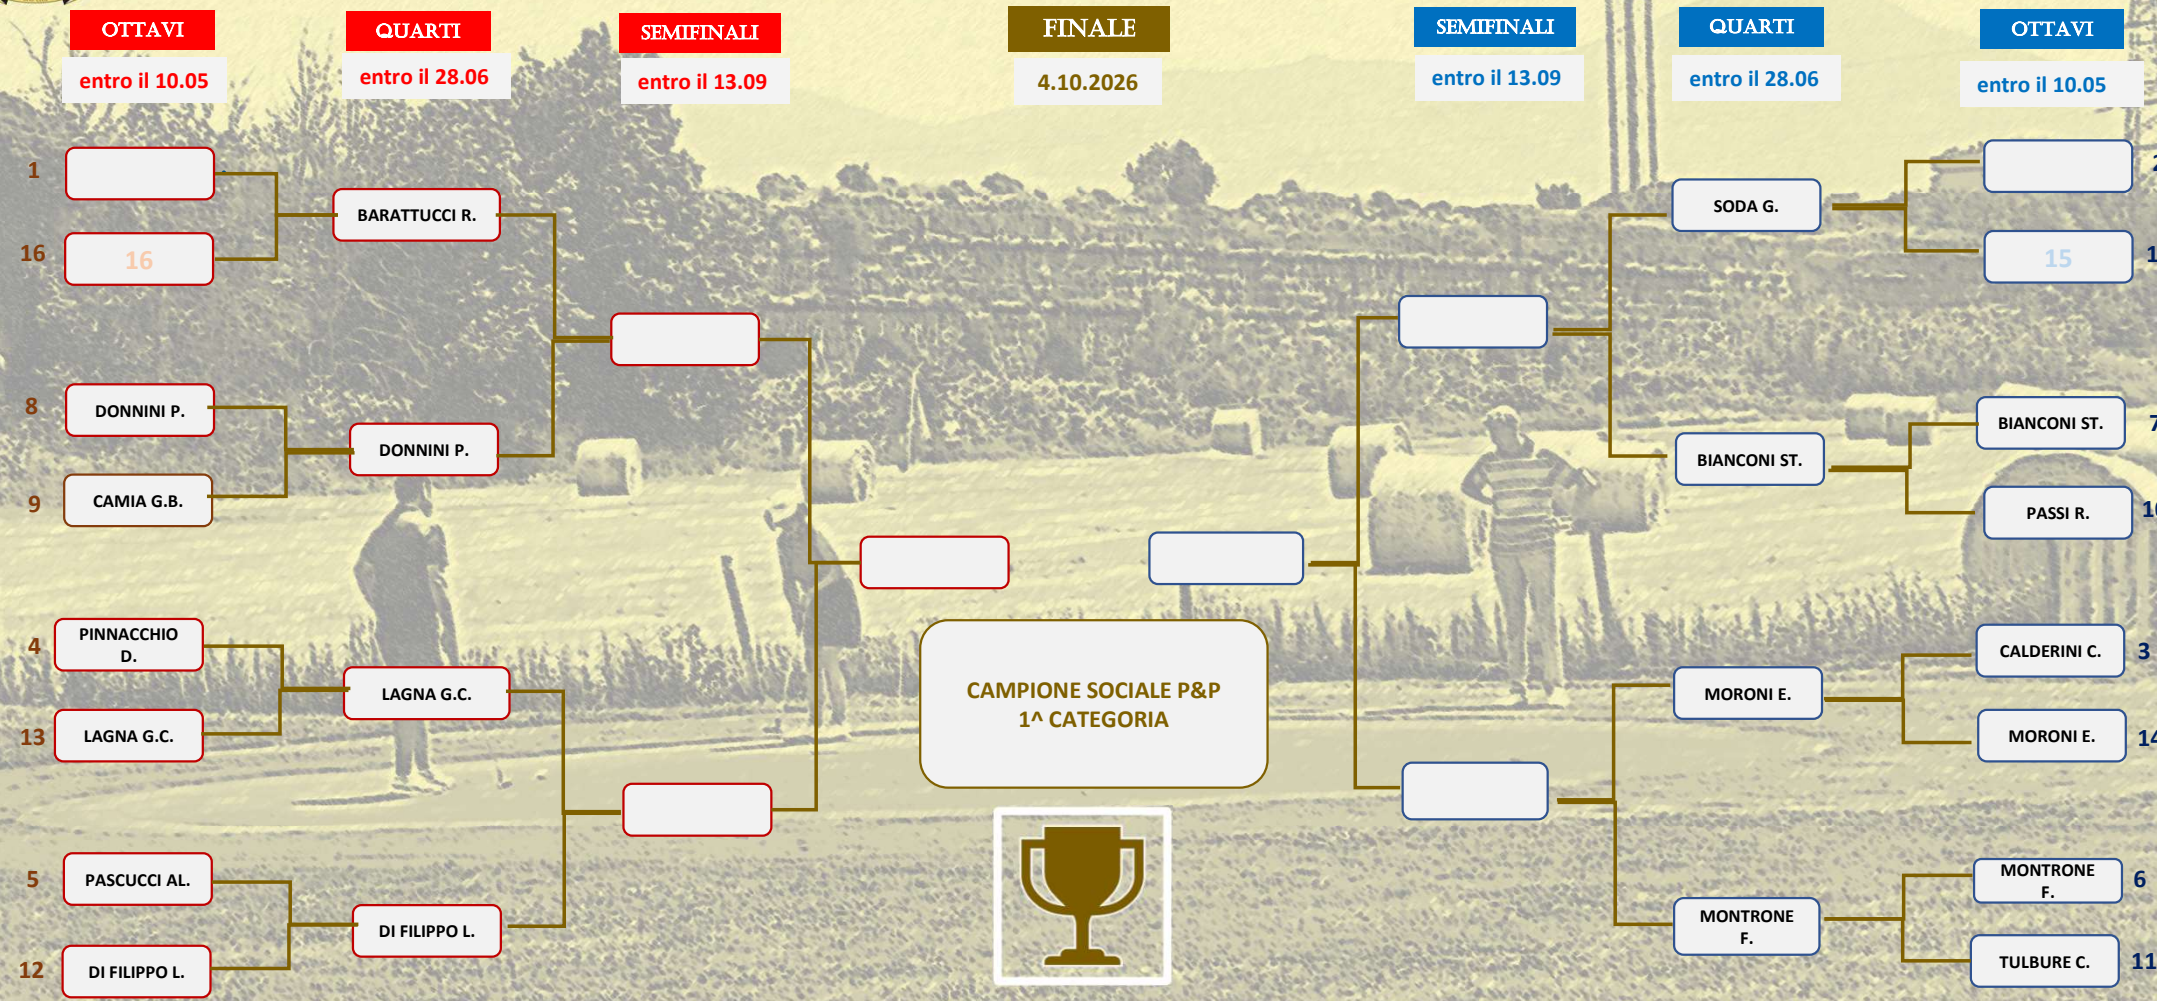 OTTAVI
QUARTI
SEMIFINALI
FINALE
SEMIFINALI
QUARTI
OTTAVI
entro il 10.05
entro il 28.06
entro il 13.09
4.10.2026
entro il 13.09
entro il 28.06
entro il 10.05
1
16
16
BARATTUCCI R.
8
DONNINI P.
9
CAMIA G.B.
DONNINI P.
4
PINNACCHIO
D.
13
LAGNA G.C.
LAGNA G.C.
5
PASCUCCI AL.
12
DI FILIPPO L.
DI FILIPPO L.
CAMPIONE SOCIALE P&P
1^ CATEGORIA
SODA G.
15
BIANCONI ST.
BIANCONI ST.
7
PASSI R.
MORONI E.
CALDERINI C.
3
MORONI E.
14
MONTRONE
F.
MONTRONE
F.
6
TULBURE C.
11